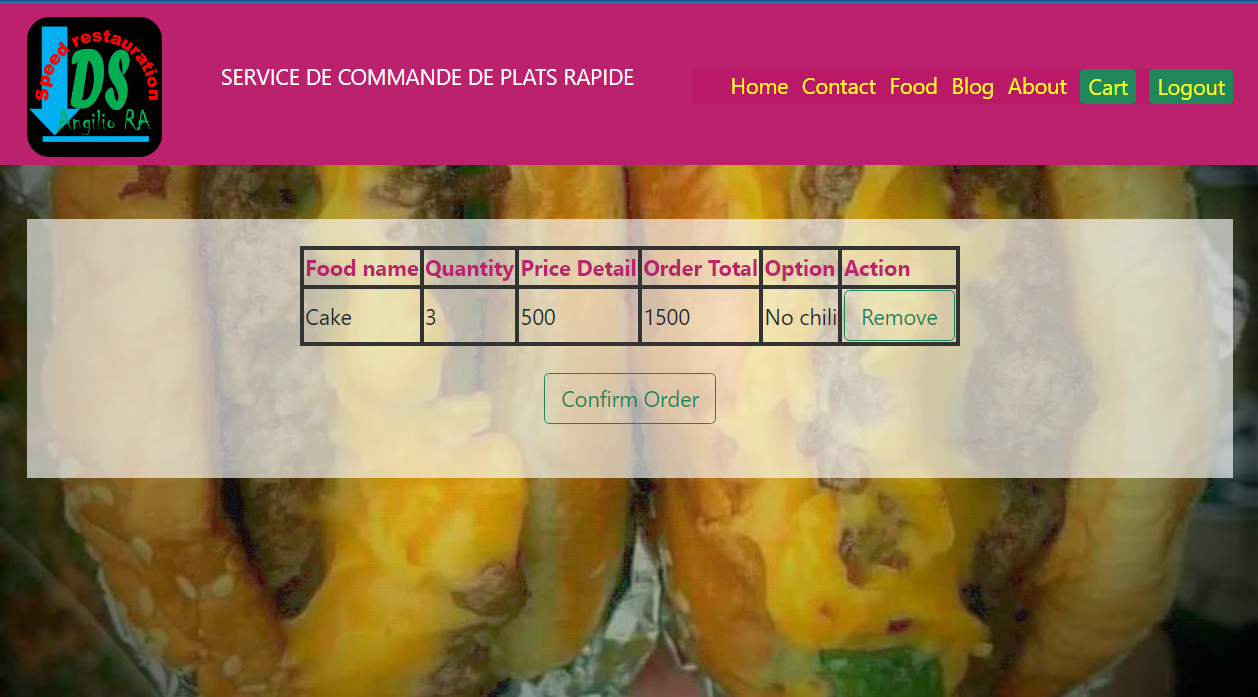 Speed restauration
DS
Angilio RA
SERVICE DE COMMANDE DE PLATS RAPIDE
Home Contact Food Blog About Cart Logout
Food name Quantity Price Detail Order Total Option Action
Cake 3 500 1500 No chili Remove
Confirm Order